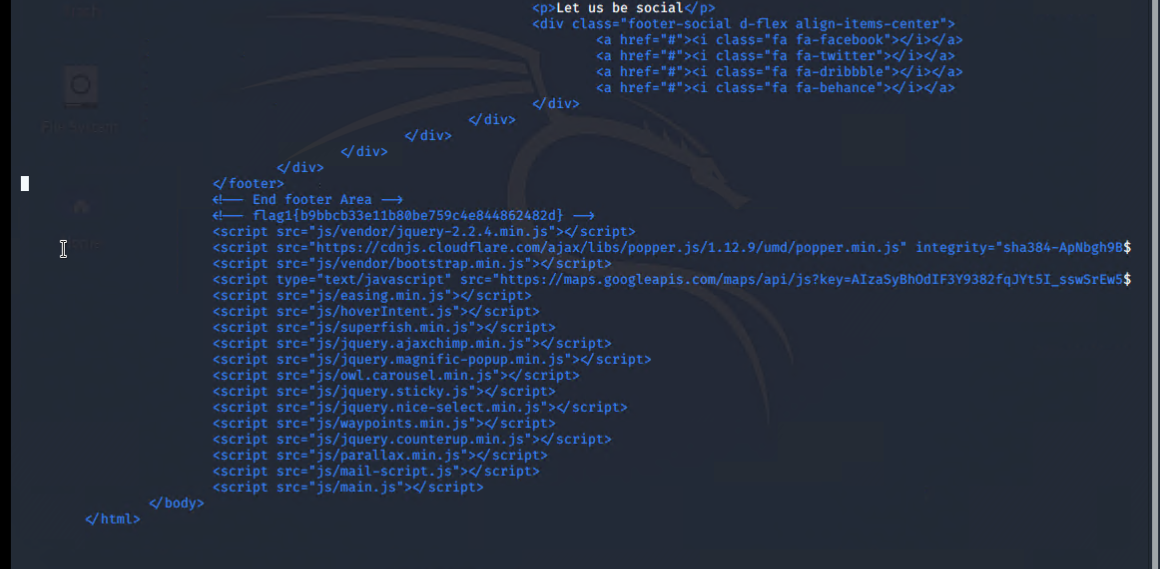 <p>Let us be social</p>
<div class="footer-social d-flex align-items-center">
<a href="#"><i class="fa fa-facebook"></i></a>
<a href="#"><i class="fa fa-twitter"></i></a>
<a href="#"><i class="fa fa-dribbble"></i></a>
<a href="#"><i class="fa fa-behance"></i></a>
</div>
</div>
</div>
</div>
</div>
</footer>
<!-- End footer Area -->
<!-- flag1{b9bbcb33e11b80be759c4e844862482d} -->
<script src="js/vendor/jquery-2.2.4.min.js"></script>
<script src="https://cdnjs.cloudflare.com/ajax/libs/popper.js/1.12.9/umd/popper.min.js" integrity="sha384-ApNbgh9B$
<script src="js/vendor/bootstrap.min.js"></script>
<script type="text/javascript" src="https://maps.googleapis.com/maps/api/js?key=AIzaSyBhOdIF3Y9382fqJYt5I_sswSrEw5$
<script src="js/easing.min.js"></script>
<script src="js/hoverIntent.js"></script>
<script src="js/superfish.min.js"></script>
<script src="js/jquery.ajaxchimp.min.js"></script>
<script src="js/jquery.magnific-popup.min.js"></script>
<script src="js/owl.carousel.min.js"></script>
<script src="js/jquery.sticky.js"></script>
<script src="js/jquery.nice-select.min.js"></script>
<script src="js/waypoints.min.js"></script>
<script src="js/jquery.counterup.min.js"></script>
<script src="js/parallax.min.js"></script>
<script src="js/mail-script.js"></script>
<script src="js/main.js"></script>
</body>
</html>
File System